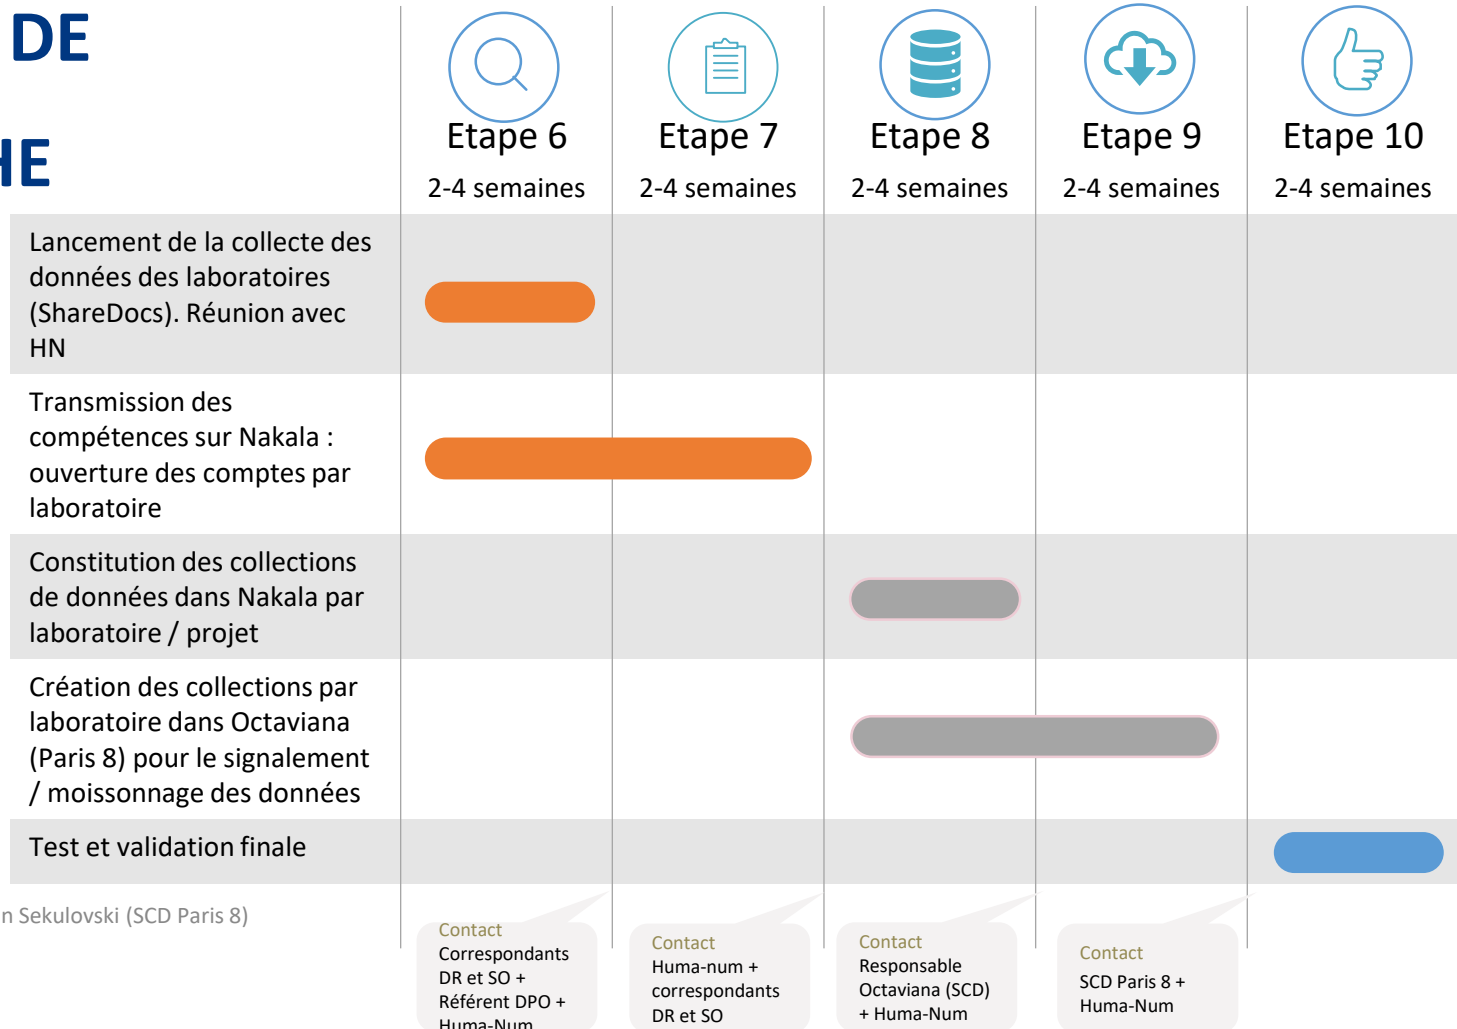 DE
HE
Etape 6
Etape 7
Etape 8
Etape 9
Etape 10
2-4 semaines
2-4 semaines
2-4 semaines
2-4 semaines
2-4 semaines
Lancement de la collecte des
données des laboratoires
(ShareDocs). Réunion avec
HN
Transmission des
compétences sur Nakala :
ouverture des comptes par
laboratoire
Constitution des collections
de données dans Nakala par
laboratoire / projet
Création des collections par
laboratoire dans Octaviana
(Paris 8) pour le signalement
/ moissonnage des données
Test et validation finale
n Sekulovski (SCD Paris 8)
Contact
Correspondants
DR et SO +
Référent DPO +
Huma-Num
Contact
Huma-num +
correspondants
DR et SO
Contact
Responsable
Octaviana (SCD)
+ Huma-Num
Contact
SCD Paris 8 +
Huma-Num